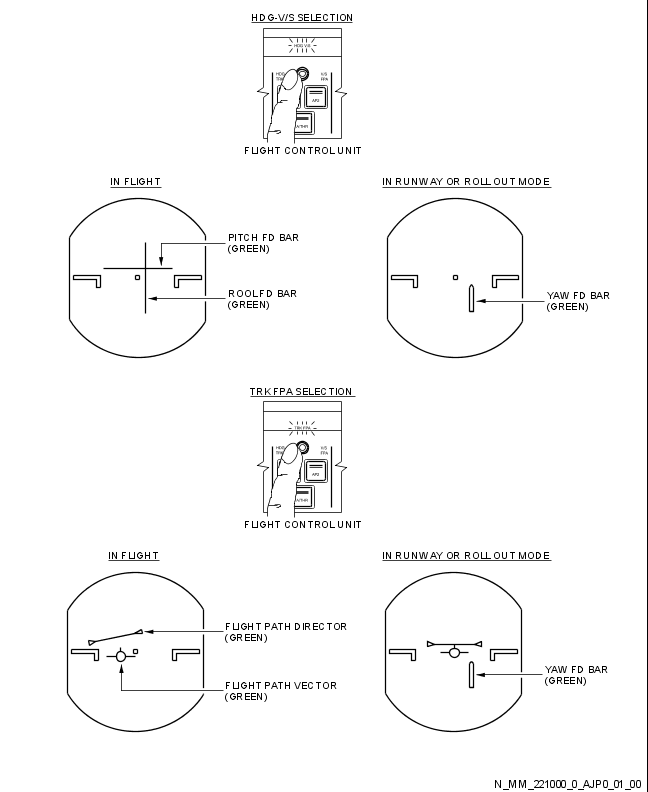 HDG-V/S SELECTION
HDG V/S
HDG V/S
TRK FPA
AP2
A/THR
FLIGHT CONTROL UNIT
IN FLIGHT
IN RUNWAY OR ROLL OUT MODE
PITCH FD BAR
(GREEN)
ROOL FD BAR
(GREEN)
YAW FD BAR
(GREEN)
TRK FPA SELECTION
TRK FPA
HDG V/S
FPA
AP2
A/THR
FLIGHT CONTROL UNIT
IN FLIGHT
IN RUNWAY OR ROLL OUT MODE
FLIGHT PATH DIRECTOR
(GREEN)
FLIGHT PATH VECTOR
(GREEN)
YAW FD BAR
(GREEN)
N_MM_221000_0_AJP0_01_00